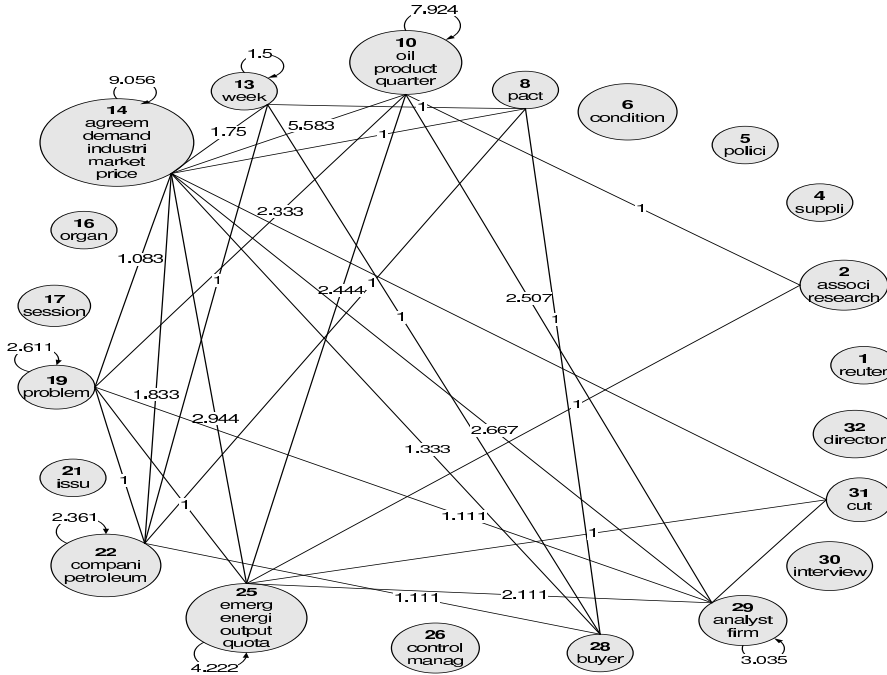 7.924
10
oil
product
quarter
1.5
13
week
8
pact
9.056
14
agreem
demand
industri
market
price
6
condition
5
polici
4
suppli
1.75
5.583
1
1
16
organ
2.333
1
1.083
2
associ
research
17
session
1
2.444
1
2.507
1
1
2.611
19
problem
1
reuter
1.833
2.944
1
2.667
1.333
32
director
21
issu
1
1
1.111
1
31
cut
2.361
22
compani
petroleum
30
interview
25
emerg
energi
output
quota
1.111
2.111
29
analyst
firm
26
control
manag
28
buyer
4.222
3.035